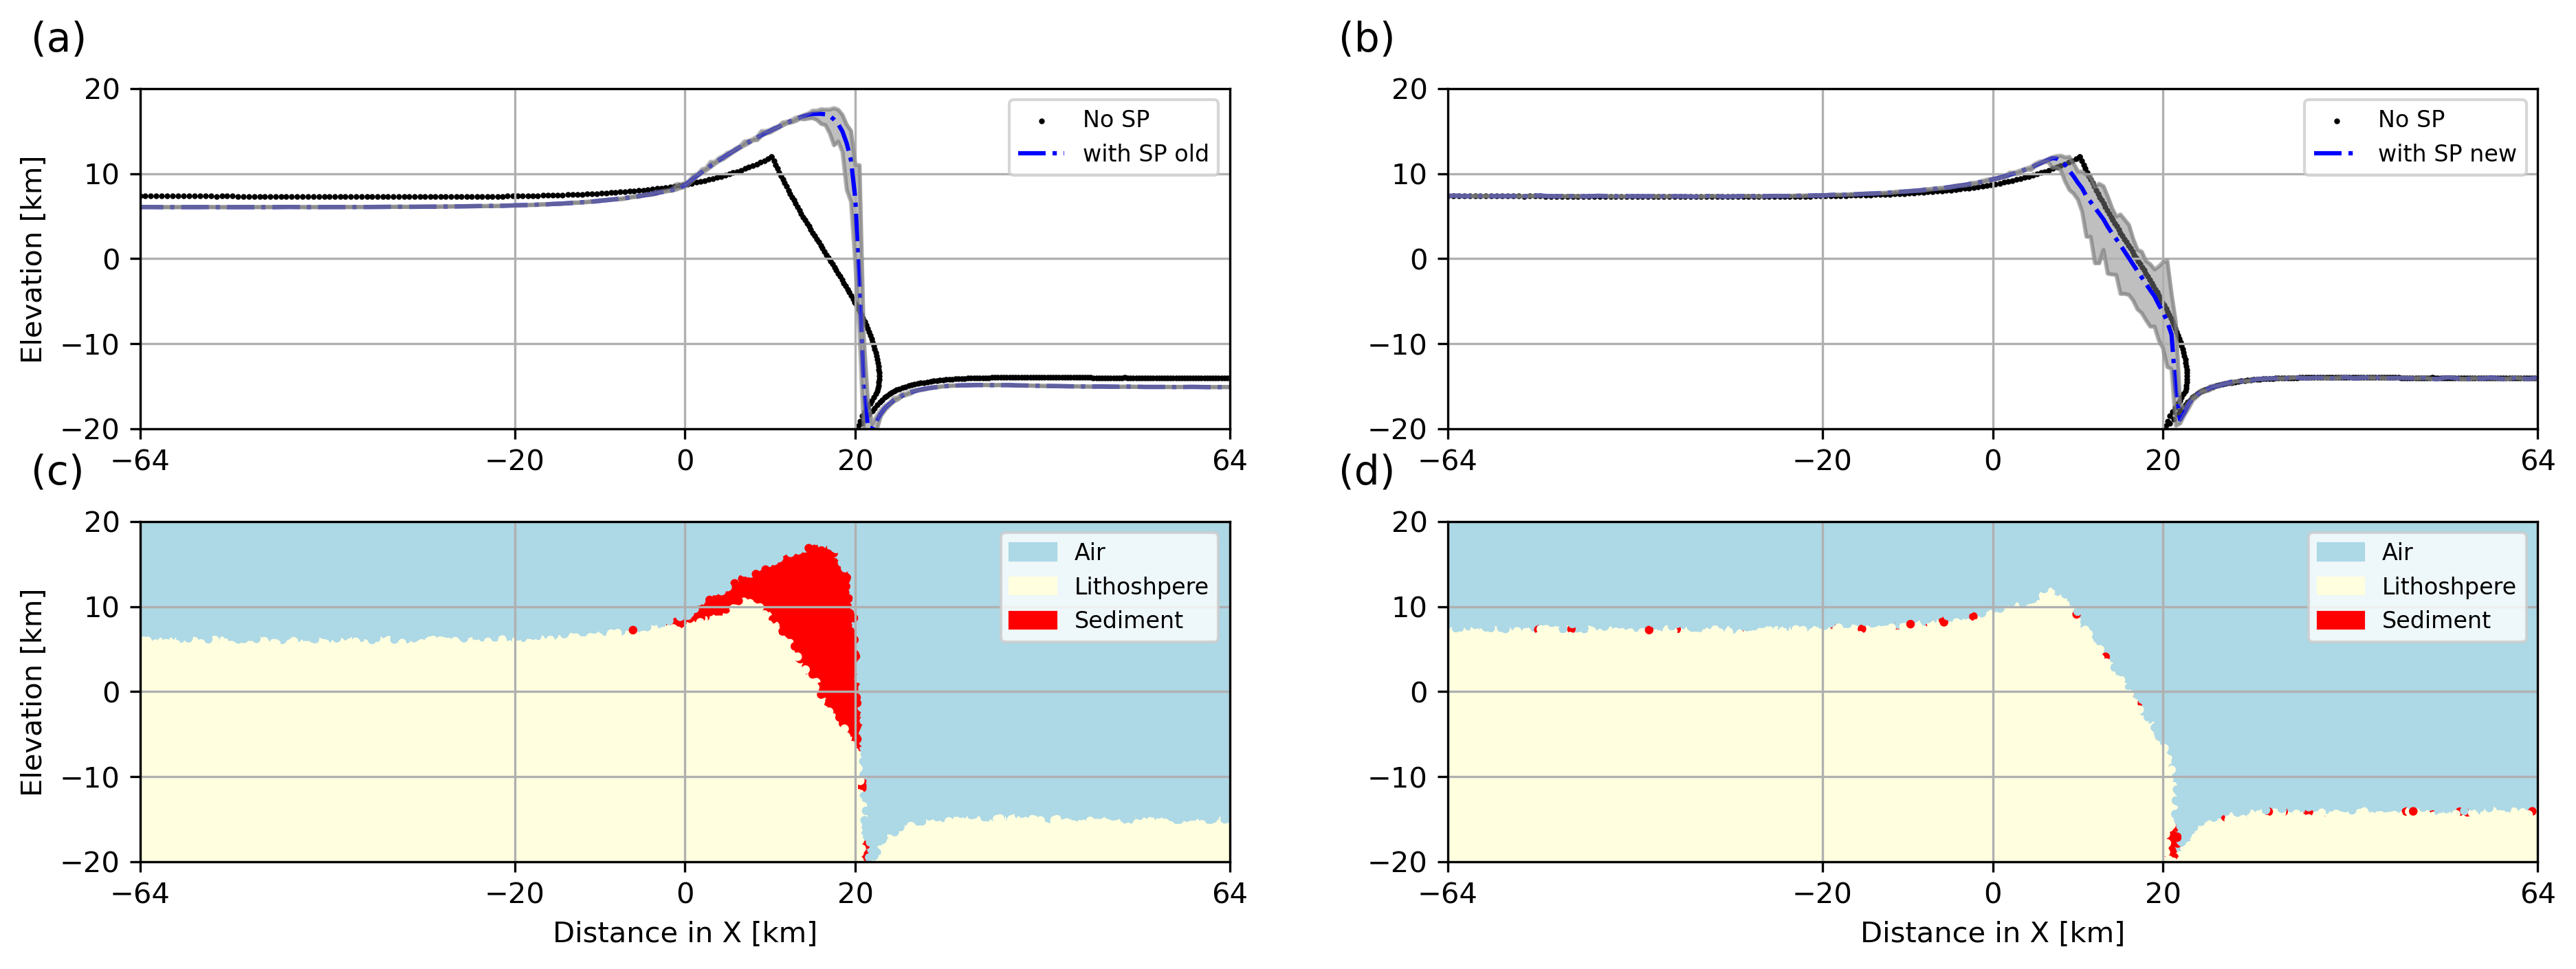 (a)
20
10
0
−10
−20
Elevation [km]
No SP
with SP old
−64
−20
0
20
64
(b)
20
10
0
−10
−20
No SP
with SP new
−64
−20
0
20
64
(c)
20
10
0
−10
−20
Elevation [km]
Air
Lithoshpere
Sediment
−64
−20
0
20
64
Distance in X [km]
(d)
20
10
0
−10
−20
Air
Lithoshpere
Sediment
−64
−20
0
20
64
Distance in X [km]